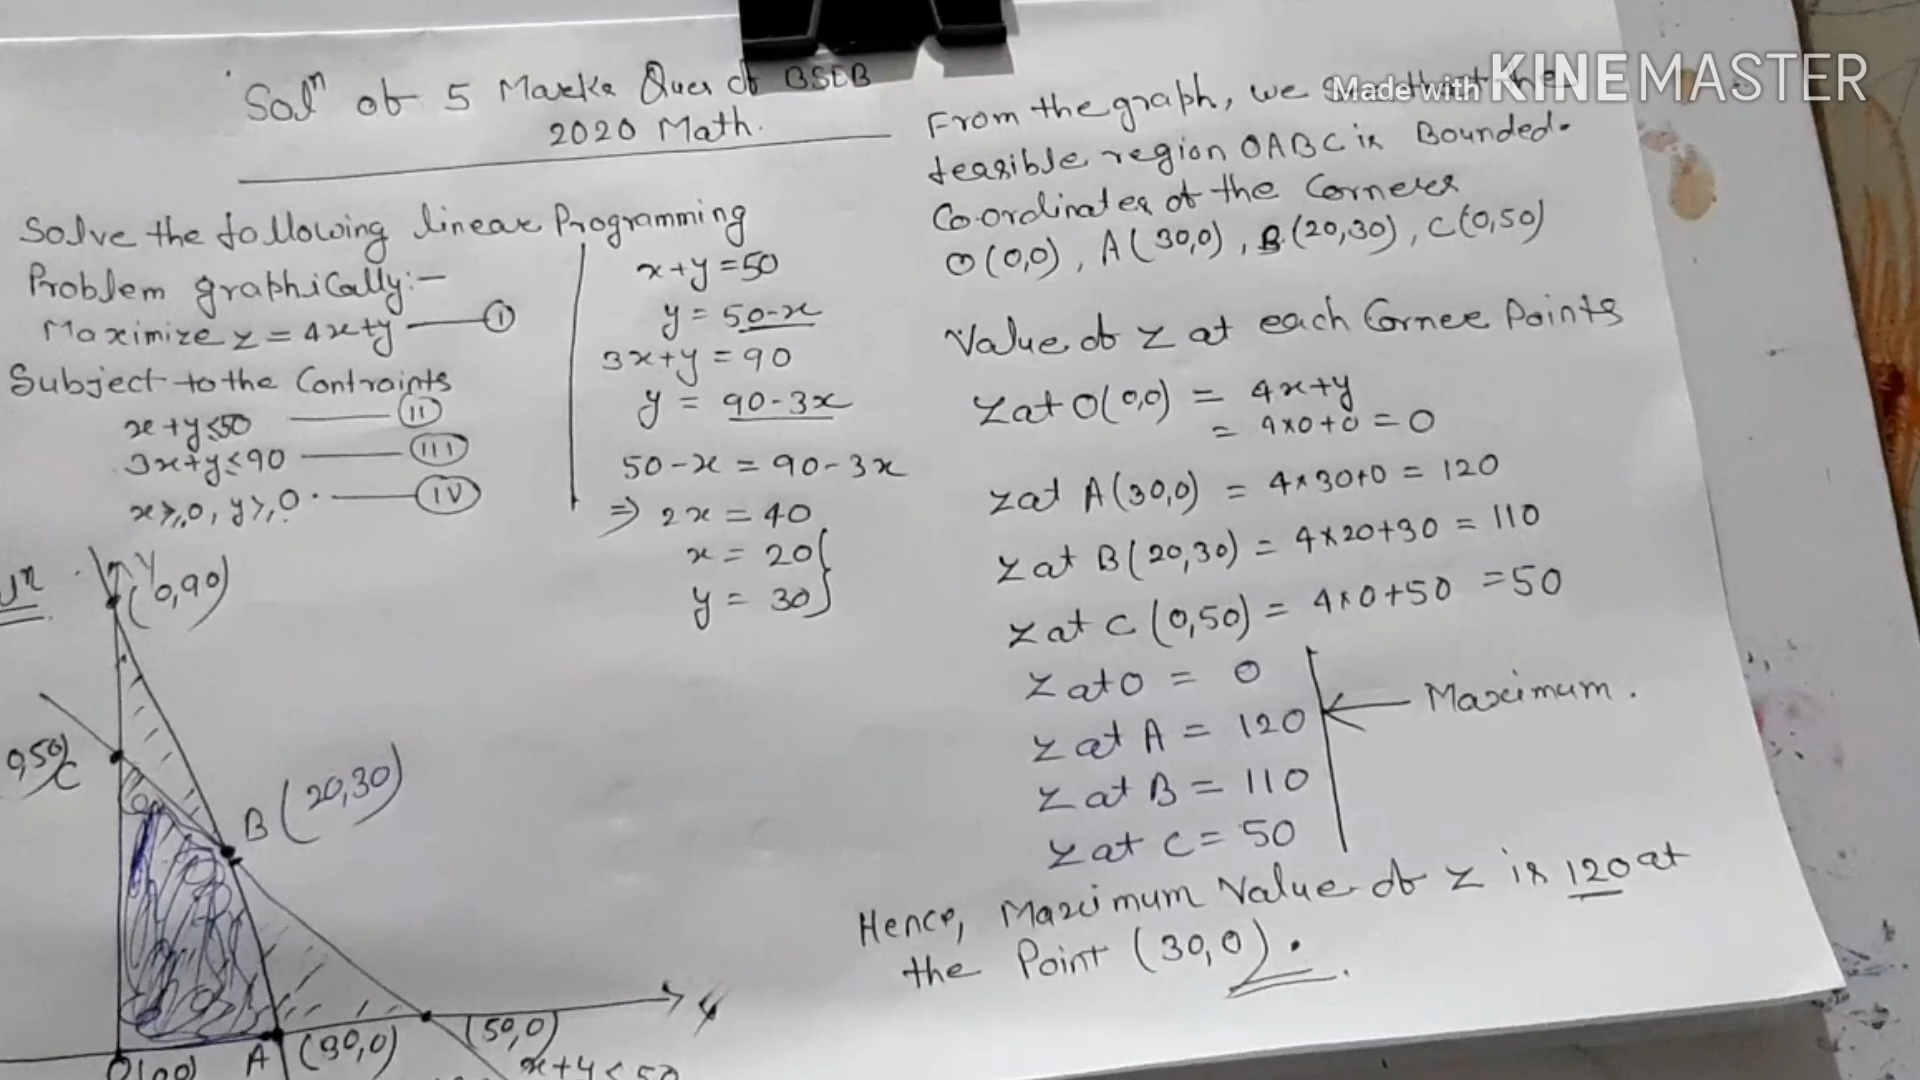 Solⁿ of 5 Marks Ques of BSEB
2020 Math.
Solve the following linear Programming
Problem graphically:-
Maximize z = 4x+y — (I)
Subject to the Contraints
x+y≤50 — (II)
3x+y≤90 — (III)
x≥0, y≥0. — (IV)
x+y=50
y = 50-x
3x+y = 90
y = 90-3x
50-x = 90-3x
⇒ 2x = 40
x = 20
y = 30
Y
(0,90)
0,50)
C
B (20,30)
A (30,0)
(50,0)
x+y≤50
From the graph, we
feasible region OABC is Bounded.
Co-ordinates of the Corners
O(0,0), A(30,0), B(20,30), C(0,50)
Value of Z at each Corner Points
Z at O(0,0) = 4x+y
= 4×0+0 = 0
Z at A(30,0) = 4×30+0 = 120
Z at B(20,30) = 4×20+30 = 110
Z at C(0,50) = 4×0+50 = 50
Z at O = 0
Z at A = 120 ← Maximum.
Z at B = 110
Z at C = 50
Hence, Maximum Value of Z is 120 at
the Point (30,0).
Made with KINEMASTER